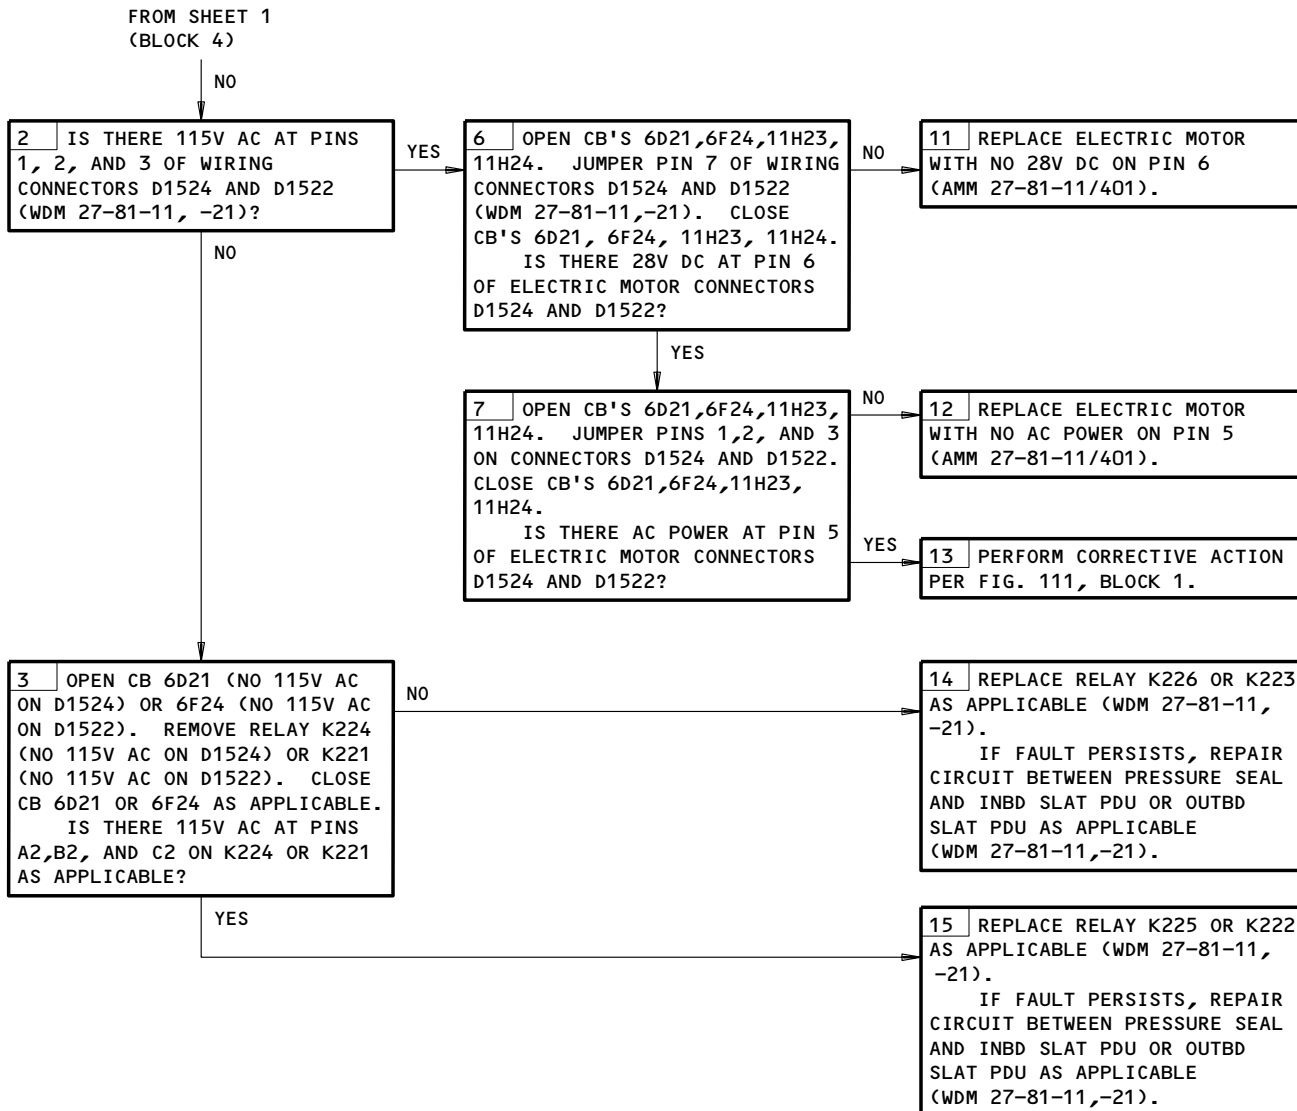 FROM SHEET 1
(BLOCK 4)
NO
2 IS THERE 115V AC AT PINS
1, 2, AND 3 OF WIRING
CONNECTORS D1524 AND D1522
(WDM 27-81-11, -21)?
YES
NO
6 OPEN CB'S 6D21,6F24,11H23,
11H24. JUMPER PIN 7 OF WIRING
CONNECTORS D1524 AND D1522
(WDM 27-81-11,-21). CLOSE
CB'S 6D21, 6F24, 11H23, 11H24.
IS THERE 28V DC AT PIN 6
OF ELECTRIC MOTOR CONNECTORS
D1524 AND D1522?
NO
YES
11 REPLACE ELECTRIC MOTOR
WITH NO 28V DC ON PIN 6
(AMM 27-81-11/401).
7 OPEN CB'S 6D21,6F24,11H23,
11H24. JUMPER PINS 1,2, AND 3
ON CONNECTORS D1524 AND D1522.
CLOSE CB'S 6D21,6F24,11H23,
11H24.
IS THERE AC POWER AT PIN 5
OF ELECTRIC MOTOR CONNECTORS
D1524 AND D1522?
NO
12 REPLACE ELECTRIC MOTOR
WITH NO AC POWER ON PIN 5
(AMM 27-81-11/401).
YES
13 PERFORM CORRECTIVE ACTION
PER FIG. 111, BLOCK 1.
3 OPEN CB 6D21 (NO 115V AC
ON D1524) OR 6F24 (NO 115V AC
ON D1522). REMOVE RELAY K224
(NO 115V AC ON D1524) OR K221
(NO 115V AC ON D1522). CLOSE
CB 6D21 OR 6F24 AS APPLICABLE.
IS THERE 115V AC AT PINS
A2,B2, AND C2 ON K224 OR K221
AS APPLICABLE?
NO
14 REPLACE RELAY K226 OR K223
AS APPLICABLE (WDM 27-81-11,
-21).
IF FAULT PERSISTS, REPAIR
CIRCUIT BETWEEN PRESSURE SEAL
AND INBD SLAT PDU OR OUTBD
SLAT PDU AS APPLICABLE
(WDM 27-81-11,-21).
YES
15 REPLACE RELAY K225 OR K222
AS APPLICABLE (WDM 27-81-11,
-21).
IF FAULT PERSISTS, REPAIR
CIRCUIT BETWEEN PRESSURE SEAL
AND INBD SLAT PDU OR OUTBD
SLAT PDU AS APPLICABLE
(WDM 27-81-11,-21).